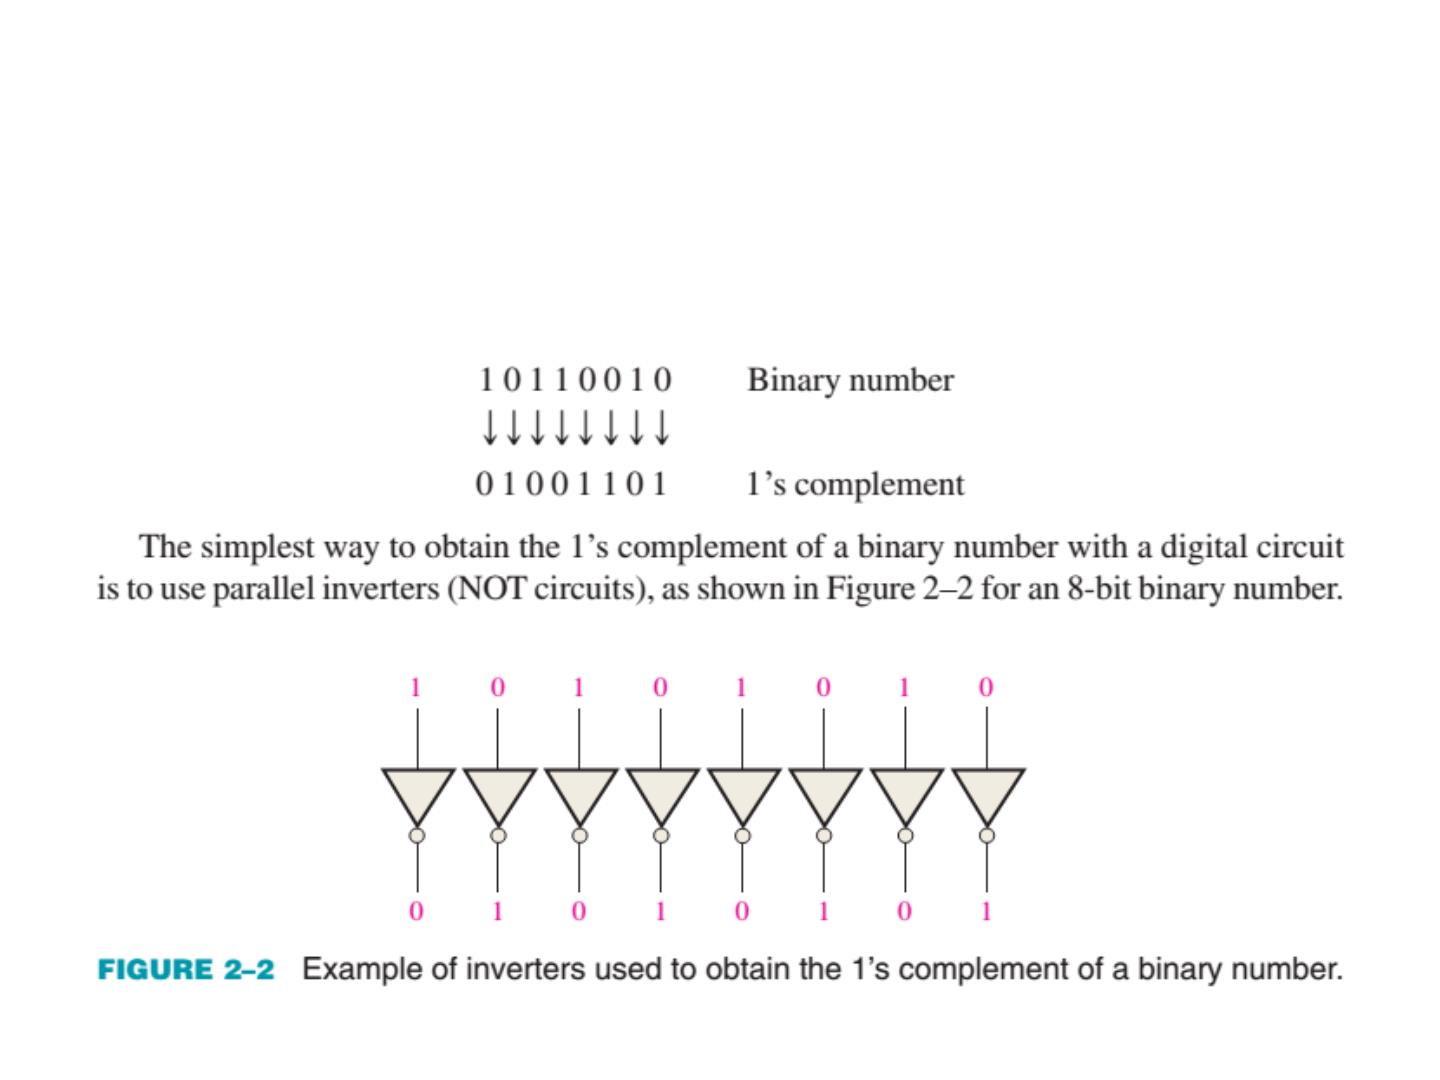 1 0 1 1 0 0 1 0 Binary number
↓ ↓ ↓ ↓ ↓ ↓ ↓ ↓
0 1 0 0 1 1 0 1 1’s complement
The simplest way to obtain the 1’s complement of a binary number with a digital circuit
is to use parallel inverters (NOT circuits), as shown in Figure 2–2 for an 8-bit binary number.
1 0 1 0 1 0 1 0
0 1 0 1 0 1 0 1
FIGURE 2–2 Example of inverters used to obtain the 1’s complement of a binary number.